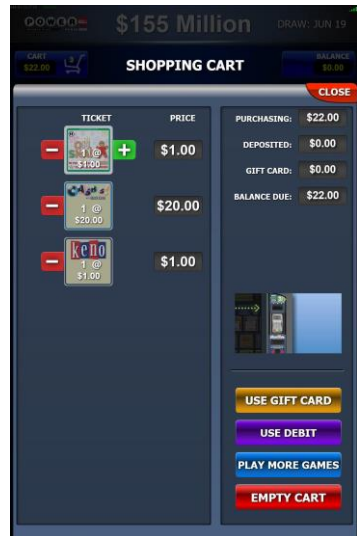 POWER
$155 Million
DRAW: JUN 19
CART
$22.00
3
SHOPPING CART
BALANCE
$0.00
CLOSE
TICKET
PRICE
1 @
$1.00
$1.00
1 @
$20.00
$20.00
keno
1 @
$1.00
$1.00
PURCHASING:
$22.00
DEPOSITED:
$0.00
GIFT CARD:
$0.00
BALANCE DUE:
$22.00
USE GIFT CARD
USE DEBIT
PLAY MORE GAMES
EMPTY CART